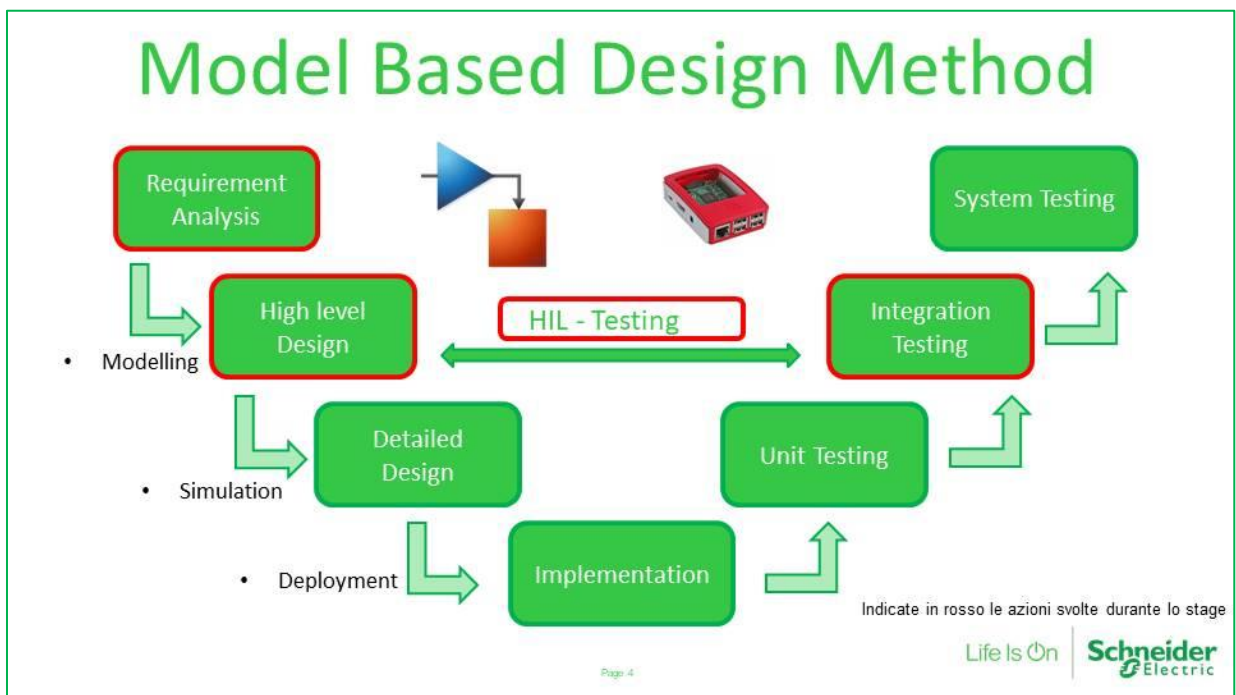 Model Based Design Method
Requirement
Analysis
System Testing
High level
Design
HIL - Testing
Integration
Testing
• Modelling
Detailed
Design
Unit Testing
• Simulation
• Deployment
Implementation
Indicate in rosso le azioni svolte durante lo stage
Life Is On
Schneider
Electric
Page 4